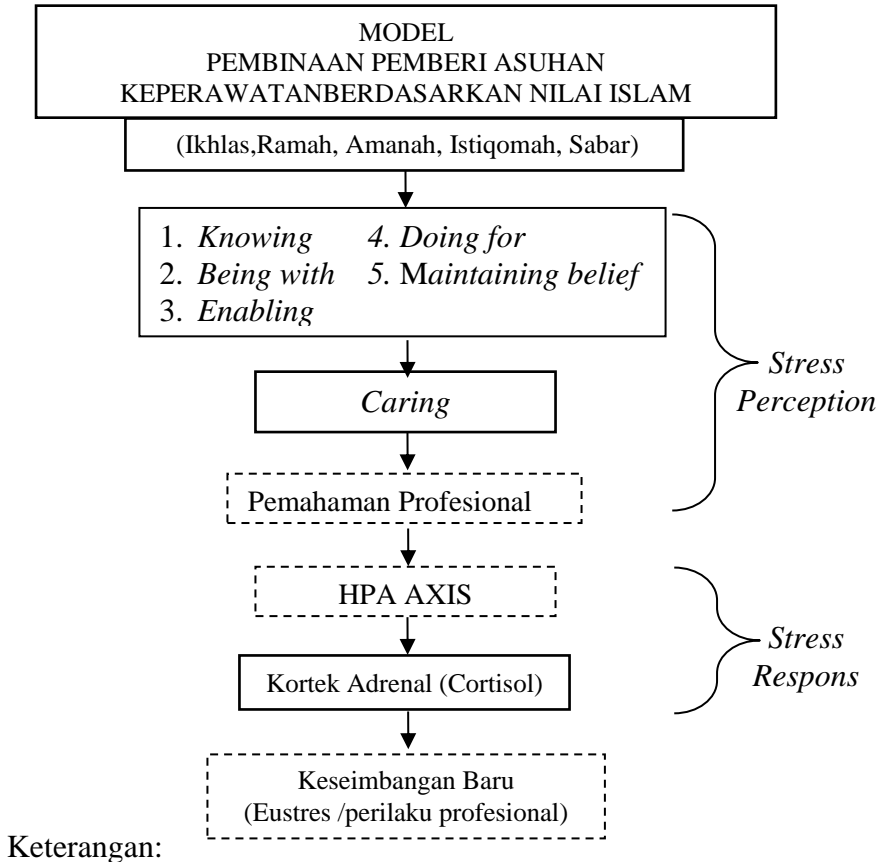 MODEL
PEMBINAAN PEMBERI ASUHAN
KEPERAWATANBERDASARKAN NILAI ISLAM
(Ikhlas,Ramah, Amanah, Istiqomah, Sabar)
1. Knowing 4. Doing for
2. Being with 5. Maintaining belief
3. Enabling
Stress
Perception
Caring
Pemahaman Profesional
HPA AXIS
Stress
Respons
Kortek Adrenal (Cortisol)
Keseimbangan Baru
(Eustres /perilaku profesional)
Keterangan: